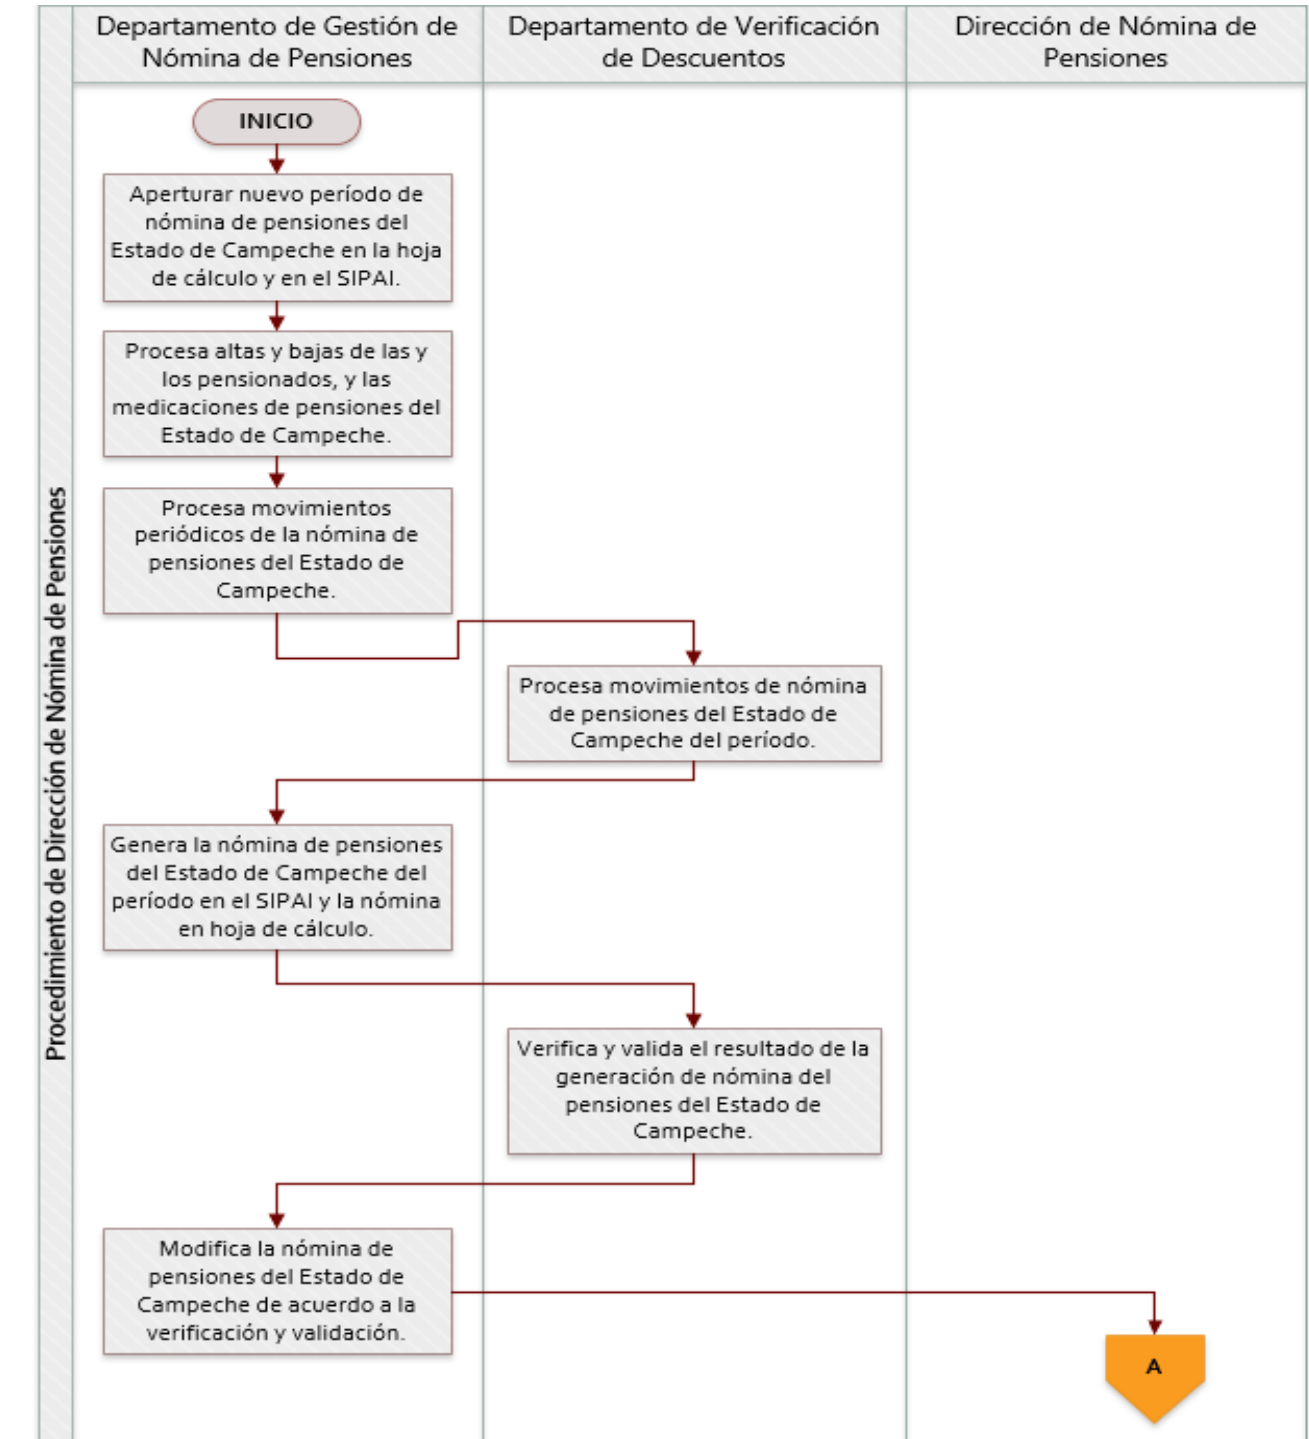 Departamento de Gestión de
Nómina de Pensiones
Departamento de Verificación
de Descuentos
Dirección de Nómina de
Pensiones
Procedimiento de Dirección de Nómina de Pensiones
INICIO
Aperturar nuevo período de
nómina de pensiones del
Estado de Campeche en la hoja
de cálculo y en el SIPAI.
Procesa altas y bajas de las y
los pensionados, y las
medicaciones de pensiones del
Estado de Campeche.
Procesa movimientos
periódicos de la nómina de
pensiones del Estado de
Campeche.
Procesa movimientos de nómina
de pensiones del Estado de
Campeche del período.
Genera la nómina de pensiones
del Estado de Campeche del
período en el SIPAI y la nómina
en hoja de cálculo.
Verifica y valida el resultado de la
generación de nómina del
pensiones del Estado de
Campeche.
Modifica la nómina de
pensiones del Estado de
Campeche de acuerdo a la
verificación y validación.
A